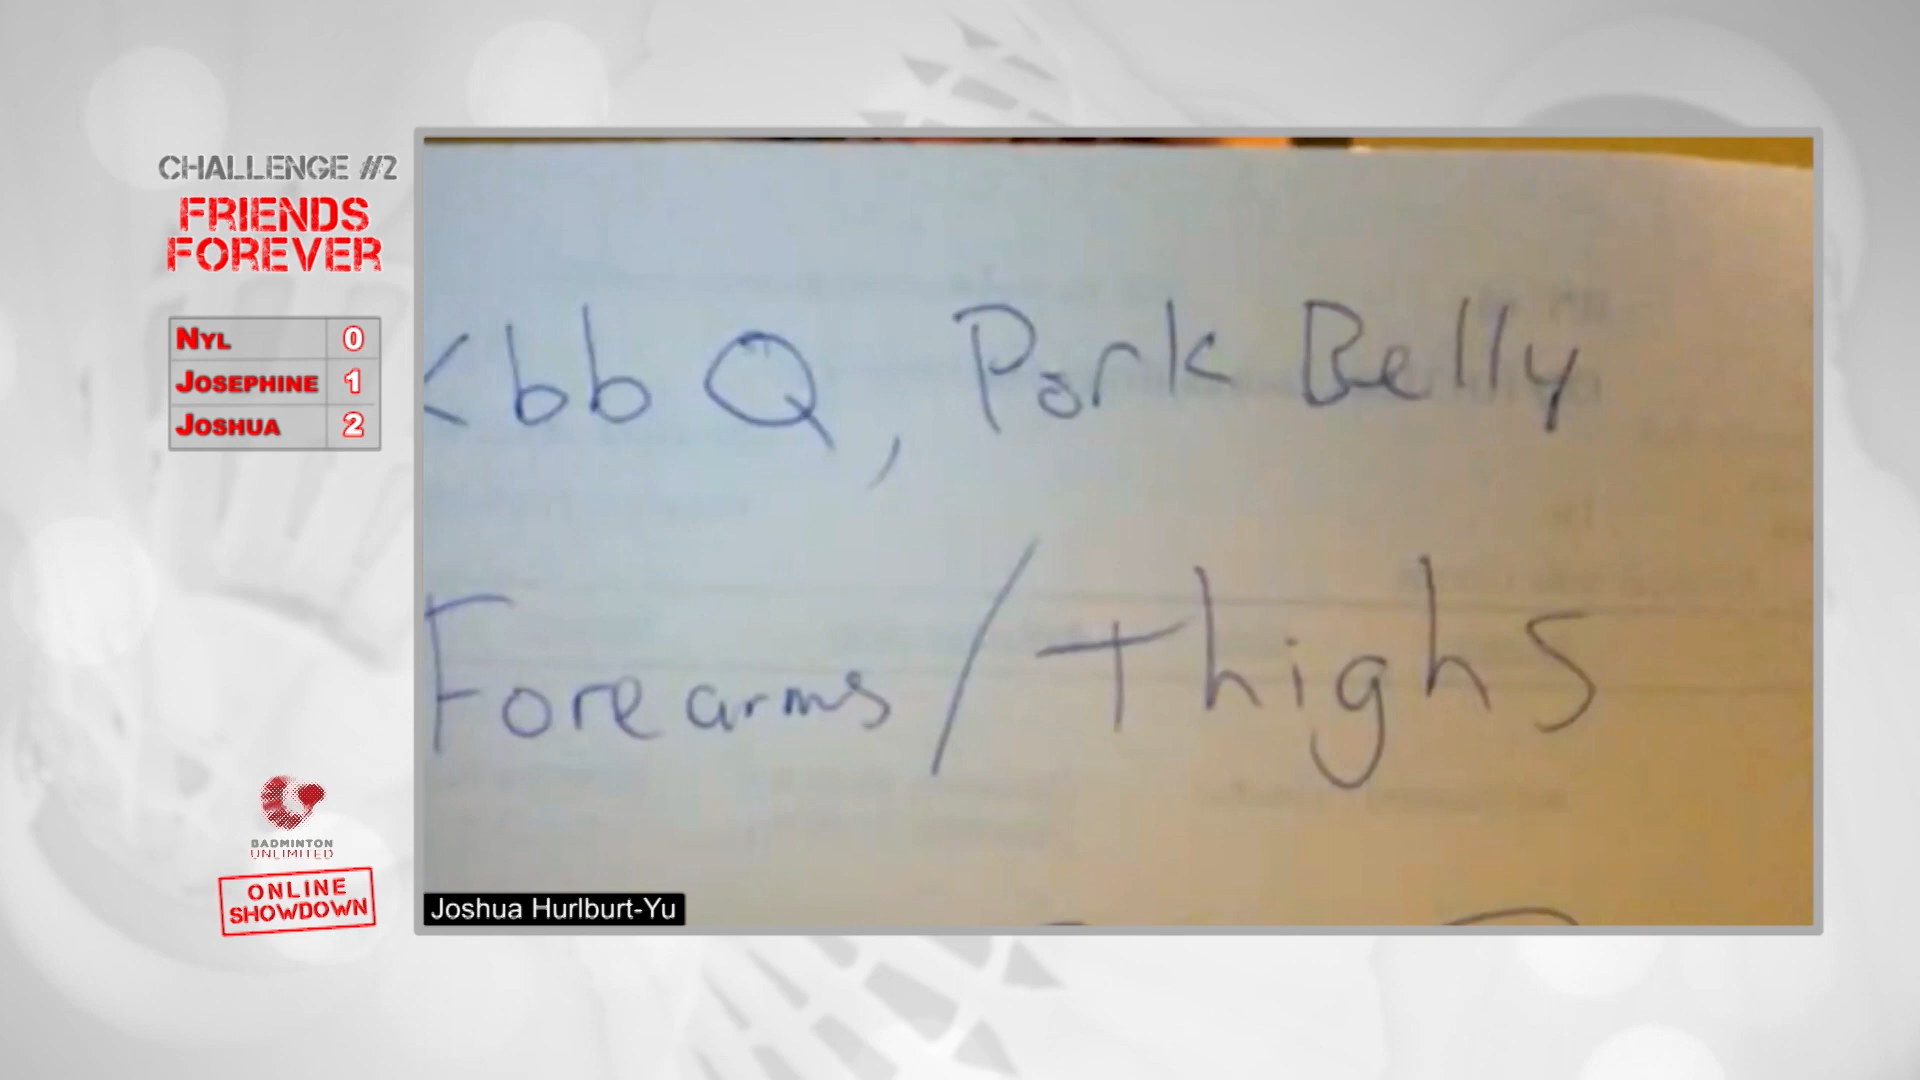 CHALLENGE #2
FRIENDS
FOREVER
NYL 0
JOSEPHINE 1
JOSHUA 2
KbbQ, Pork Belly
Forearms/Thighs
BADMINTON
UNLIMITED
ONLINE
SHOWDOWN
Joshua Hurlburt-Yu